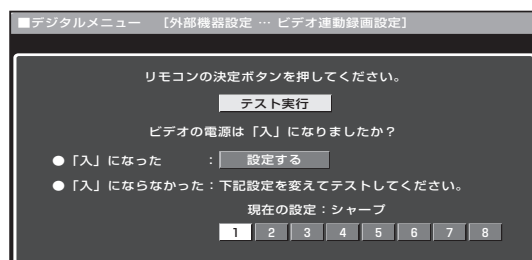 ■デジタルメニュー　[外部機器設定 … ビデオ連動録画設定]
リモコンの決定ボタンを押してください。
テスト実行
ビデオの電源は「入」になりましたか？
●「入」になった　：　設定する
●「入」にならなかった：下記設定を変えてテストしてください。
現在の設定：シャープ
1 2 3 4 5 6 7 8